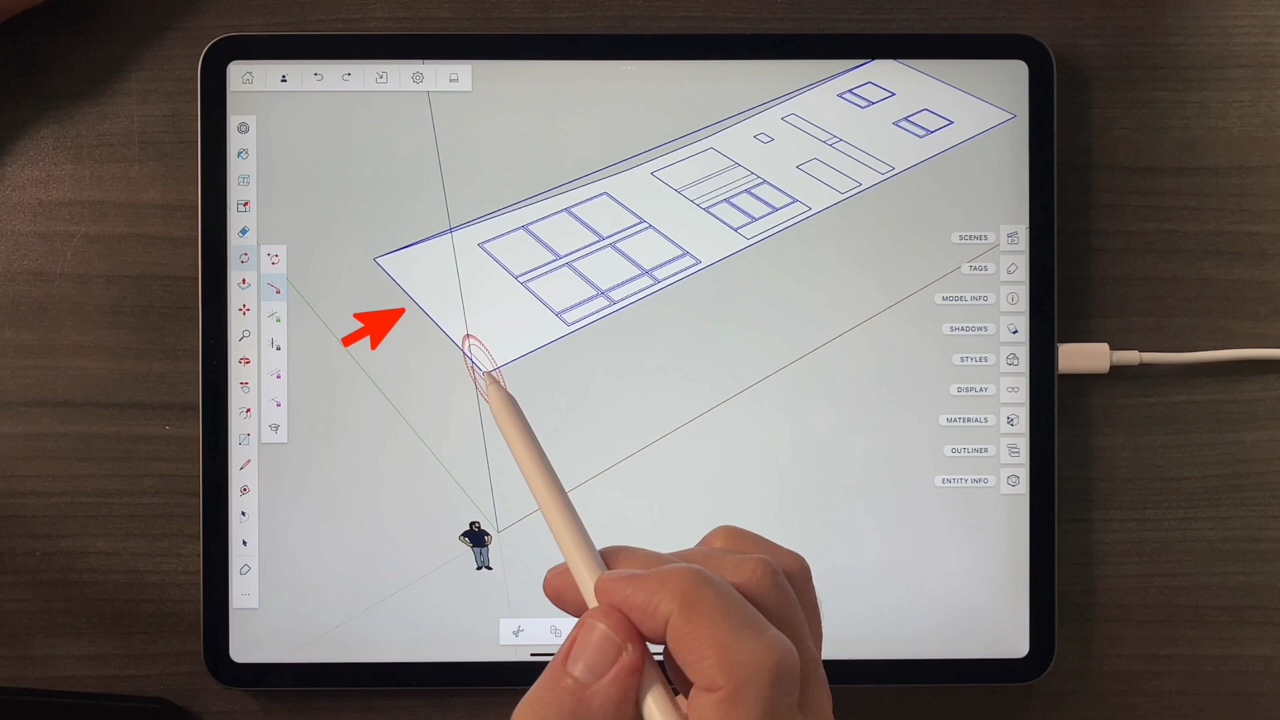 SCENES
TAGS
MODEL INFO
SHADOWS
STYLES
DISPLAY
MATERIALS
OUTLINER
ENTITY INFO